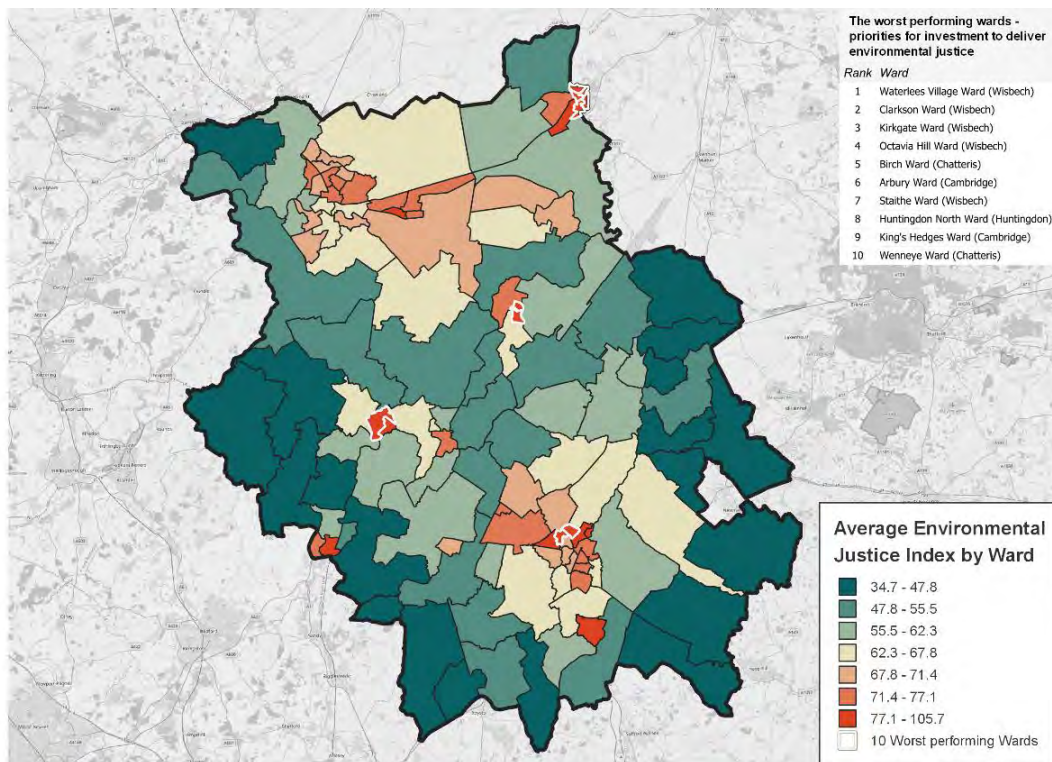 The worst performing wards -
priorities for investment to deliver
environmental justice
Rank Ward
1 Waterlees Village Ward (Wisbech)
2 Clarkson Ward (Wisbech)
3 Kirkgate Ward (Wisbech)
4 Octavia Hill Ward (Wisbech)
5 Birch Ward (Chatteris)
6 Arbury Ward (Cambridge)
7 Staithe Ward (Wisbech)
8 Huntingdon North Ward (Huntingdon)
9 King's Hedges Ward (Cambridge)
10 Wenneye Ward (Chatteris)
Average Environmental
Justice Index by Ward
34.7 - 47.8
47.8 - 55.5
55.5 - 62.3
62.3 - 67.8
67.8 - 71.4
71.4 - 77.1
77.1 - 105.7
10 Worst performing Wards